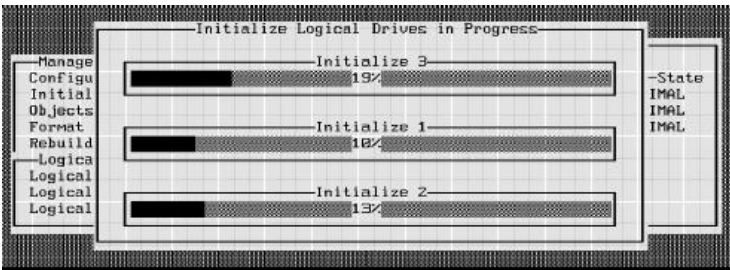 Initialize Logical Drives in Progress
Manage
Configu
Initial
Objects
Format
Rebuild
Logica
Logical
Logical
Logical
Initialize 3
19%
Initialize 1
10%
Initialize 2
13%
State
IMAL
IMAL
IMAL